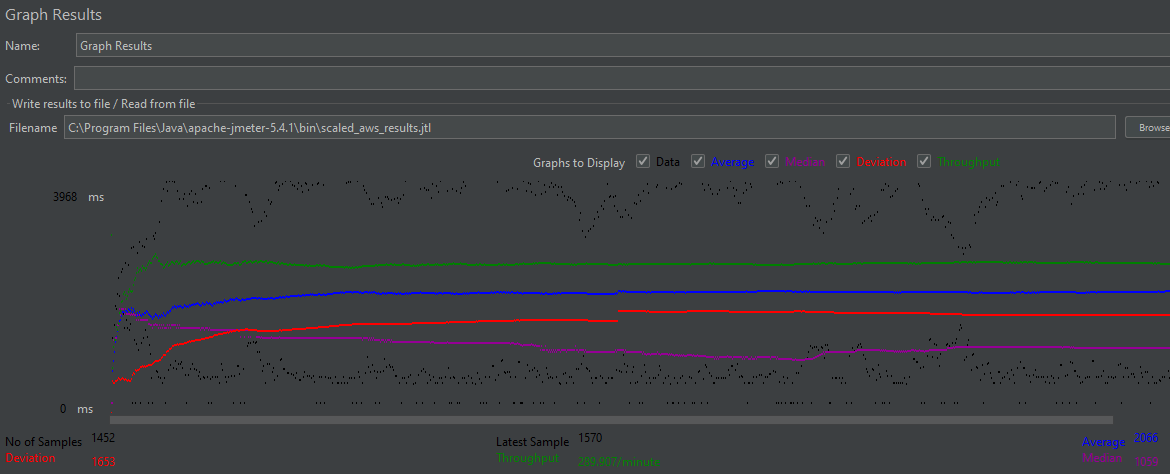 Graph Results
Name: Graph Results
Comments:
Write results to file / Read from file
Filename C:\Program Files\Java\apache-jmeter-5.4.1\bin\scaled_aws_results.jtl Browse
Graphs to Display Data Average Median Deviation Throughput
3968 ms
0 ms
No of Samples 1452 Latest Sample 1570 Average 2066
Deviation 1653 Throughput 289.907/minute Median